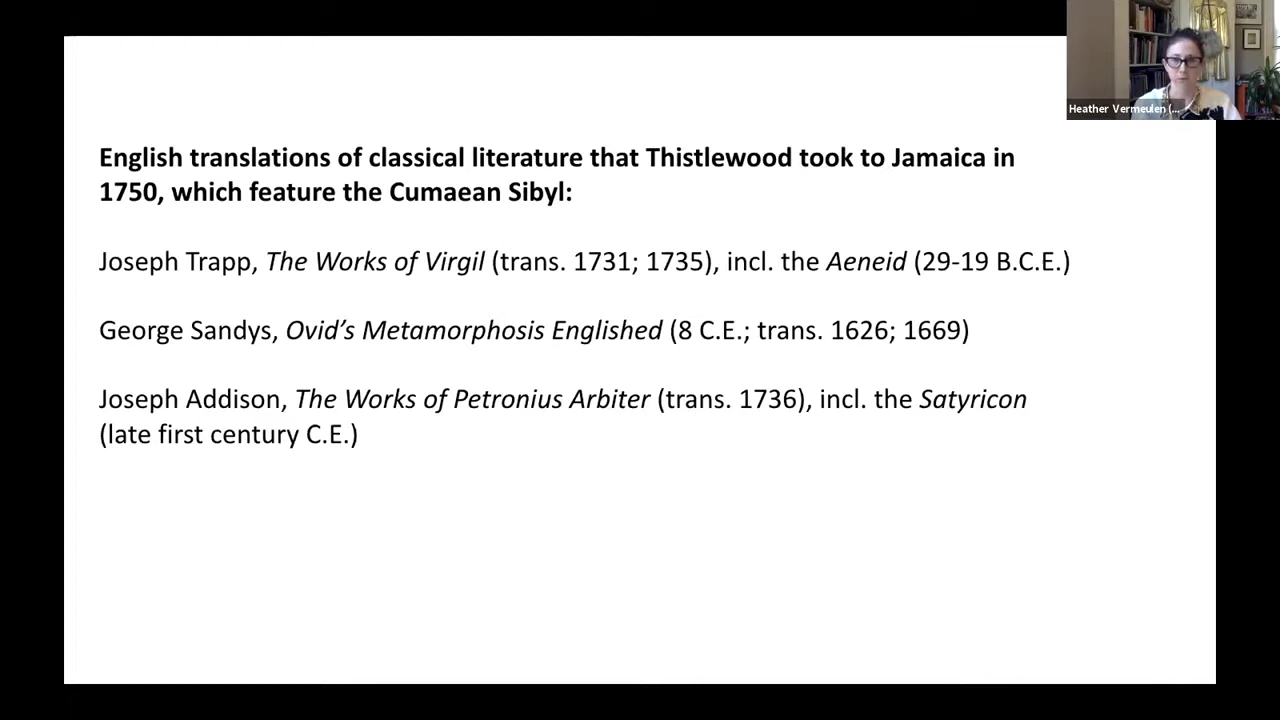 Heather Vermeulen (...
English translations of classical literature that Thistlewood took to Jamaica in
1750, which feature the Cumaean Sibyl:
Joseph Trapp, The Works of Virgil (trans. 1731; 1735), incl. the Aeneid (29-19 B.C.E.)
George Sandys, Ovid’s Metamorphosis Englished (8 C.E.; trans. 1626; 1669)
Joseph Addison, The Works of Petronius Arbiter (trans. 1736), incl. the Satyricon
(late first century C.E.)